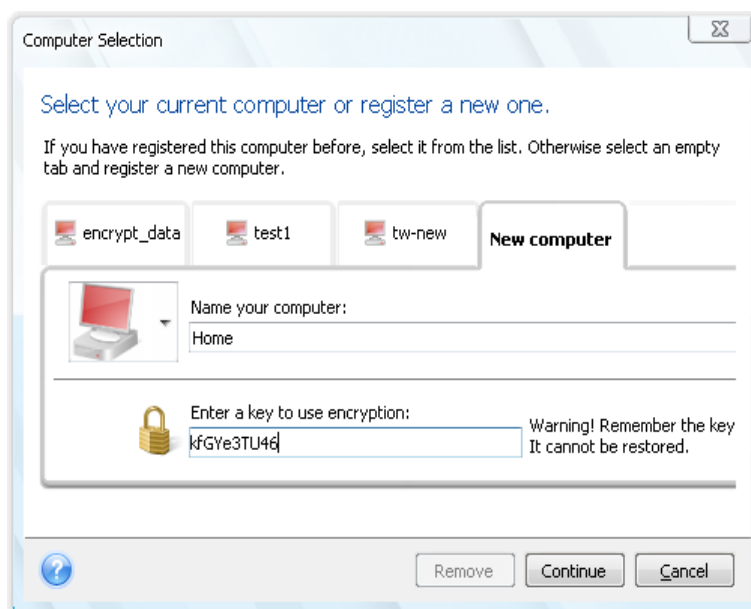 Computer Selection
Select your current computer or register a new one.
If you have registered this computer before, select it from the list. Otherwise select an empty
tab and register a new computer.
encrypt_data
test1
tw-new
New computer
Name your computer:
Home
Enter a key to use encryption:
kfGYe3TU46
Warning! Remember the key
It cannot be restored.
Remove
Continue
Cancel